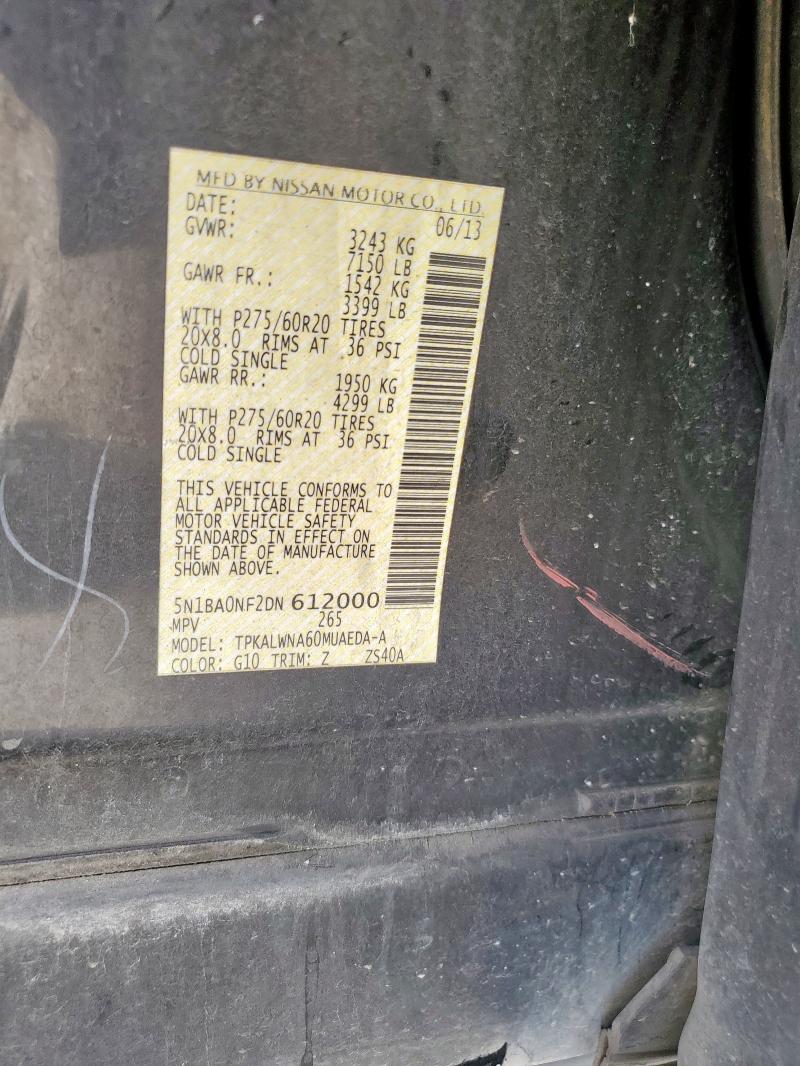 MFD BY NISSAN MOTOR CO., LTD.
DATE: 06/13
GVWR: 3243 KG
7150 LB
GAWR FR.: 1542 KG
3399 LB
WITH P275/60R20 TIRES
20X8.0 RIMS AT 36 PSI
COLD SINGLE
GAWR RR.: 1950 KG
4299 LB
WITH P275/60R20 TIRES
20X8.0 RIMS AT 36 PSI
COLD SINGLE
THIS VEHICLE CONFORMS TO
ALL APPLICABLE FEDERAL
MOTOR VEHICLE SAFETY
STANDARDS IN EFFECT ON
THE DATE OF MANUFACTURE
SHOWN ABOVE.
5N1BA0NF2DN 612000
MPV 265
MODEL: TPKALWNA60MUAEDA-A
COLOR: G10 TRIM: Z ZS40A